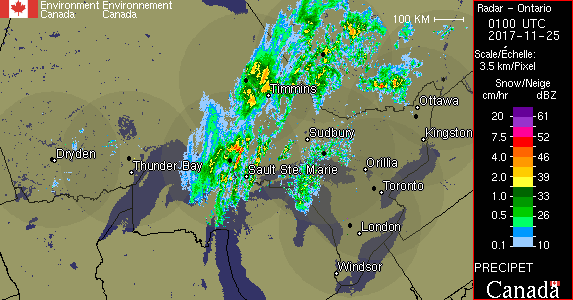 Environment Environnement
Canada Canada
100 KM
Timmins
Ottawa
Sudbury
Kingston
Dryden
Thunder Bay
Sault Ste. Marie
Orillia
Toronto
London
Windsor
Radar - Ontario
0100 UTC
2017-11-25
Scale/Échelle:
3.5 km/Pixel
Snow/Neige
cm/hr dBZ
20 61
7.5 52
4.0 46
2.0 39
1.0 33
0.5 26
0.1 10
PRECIPET
Canada